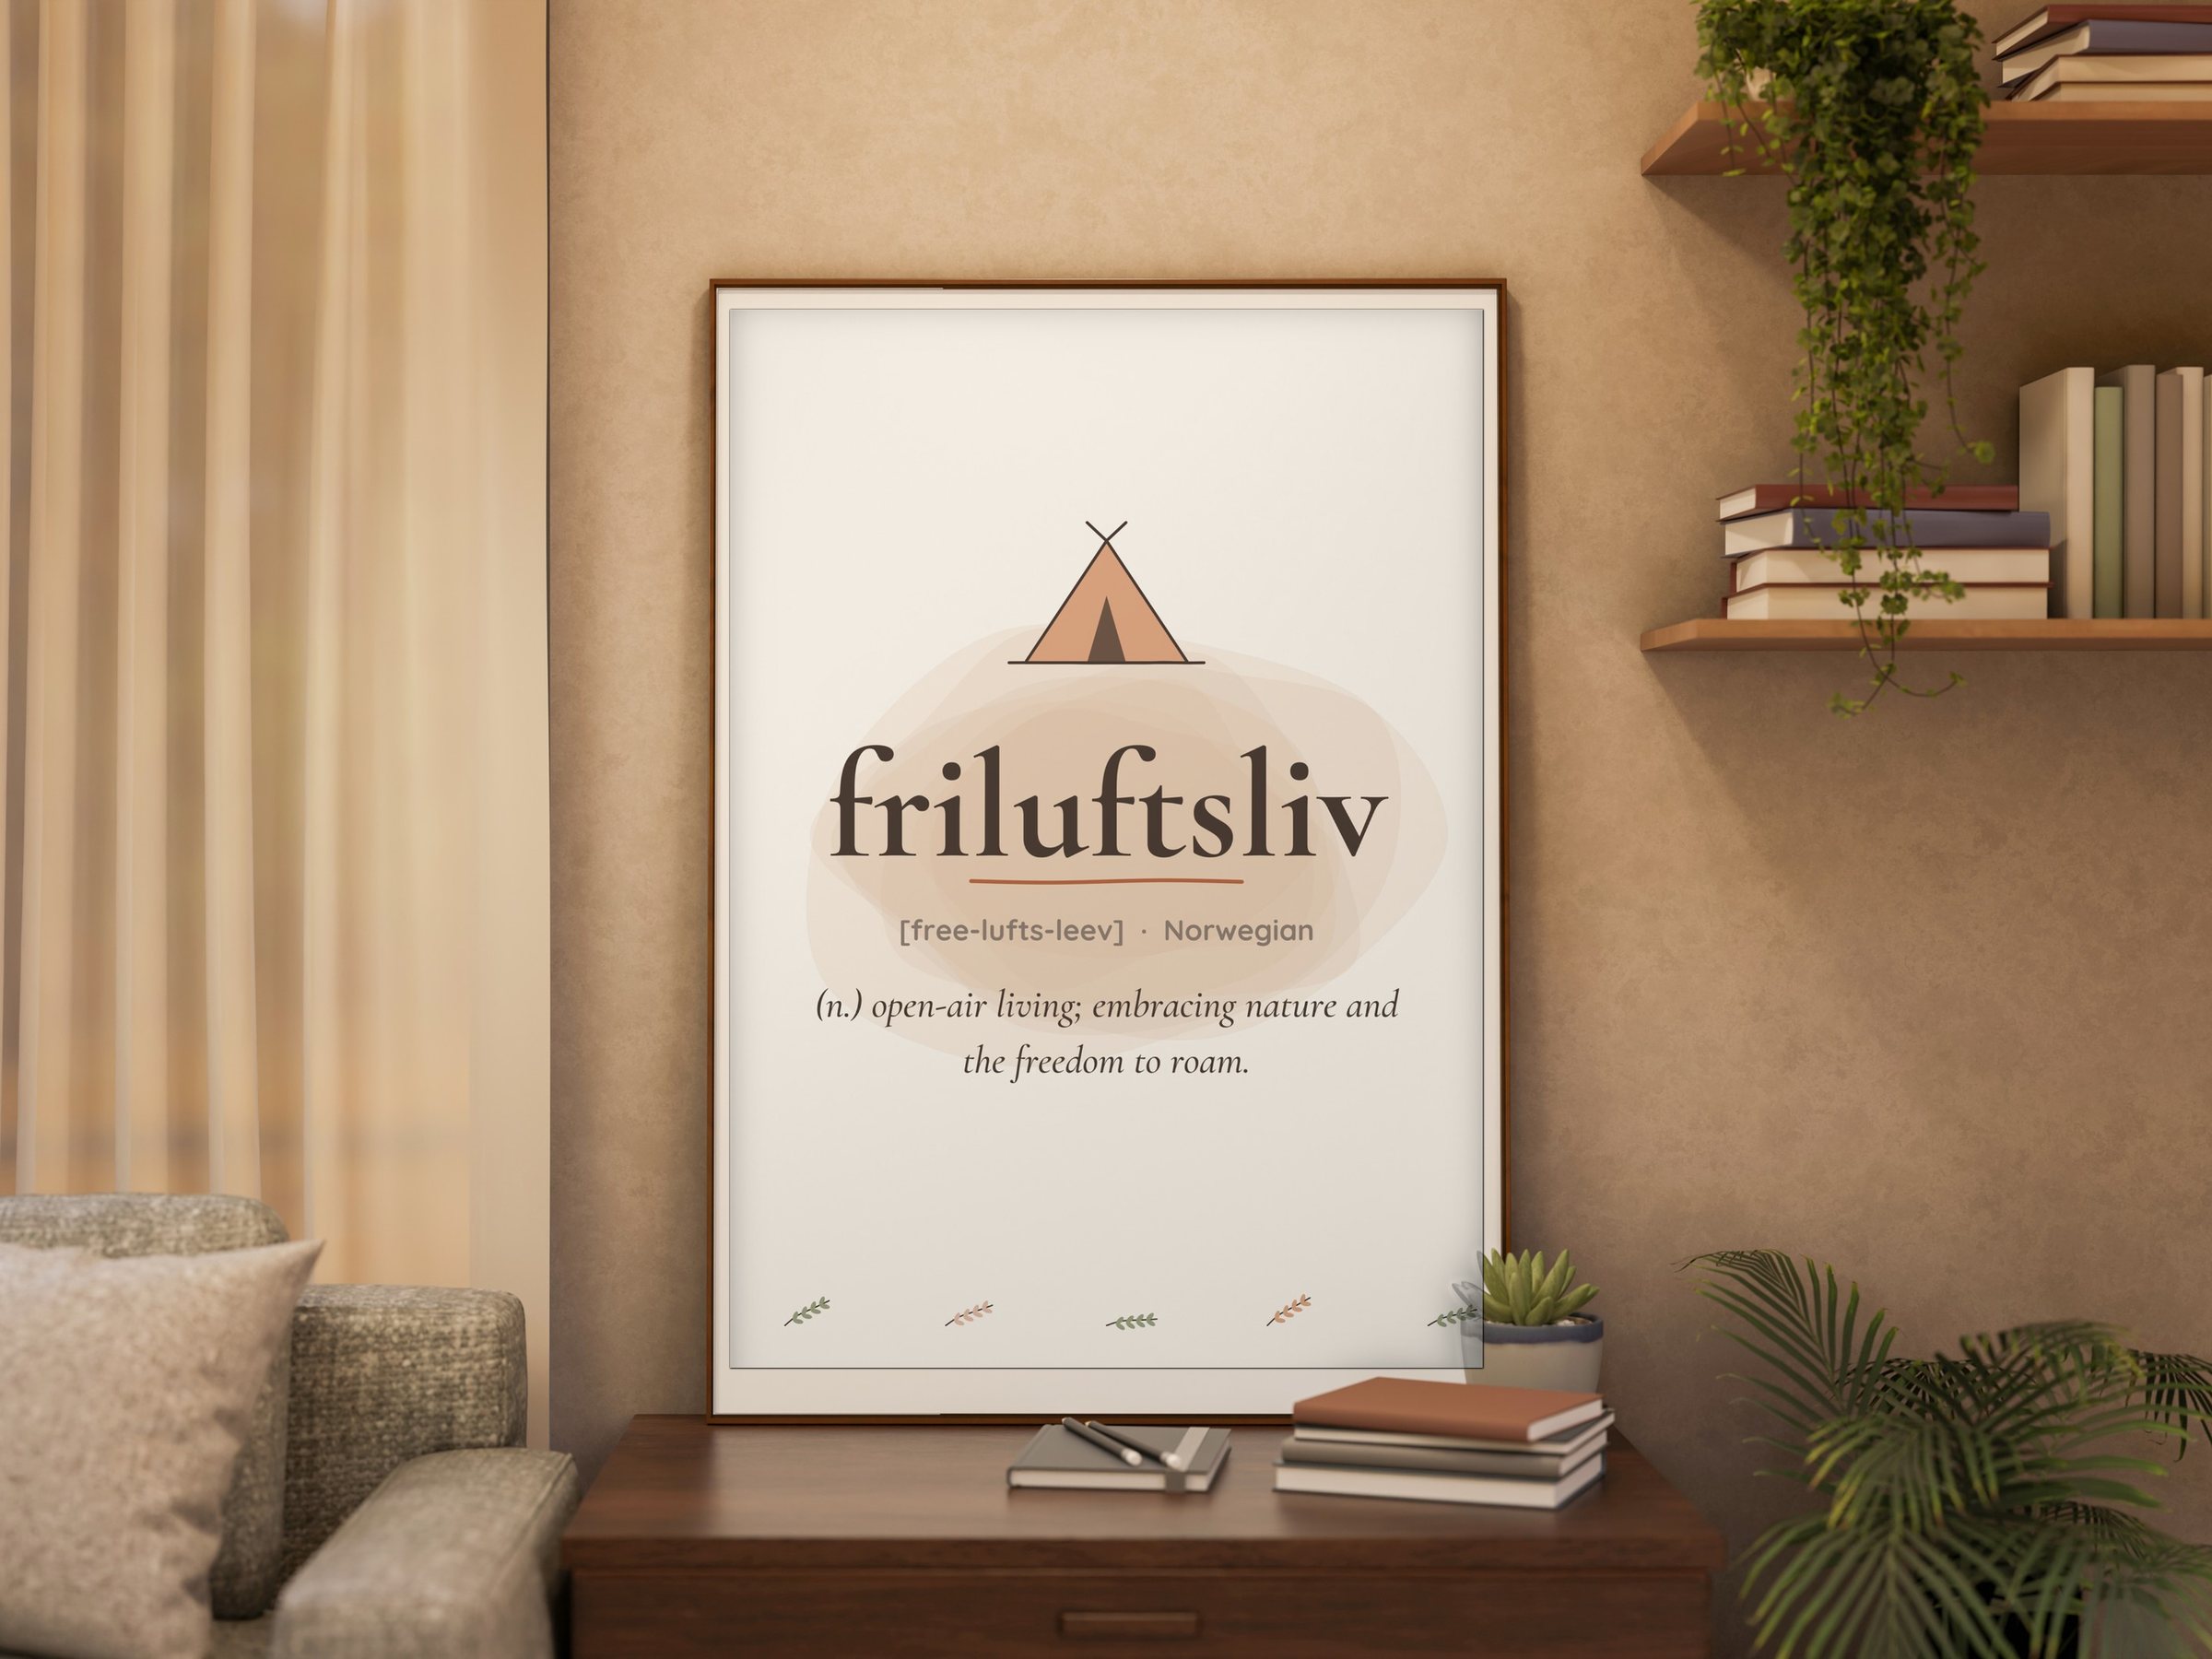 friluftsliv
[free-lufts-leev] · Norwegian
(n.) open-air living; embracing nature and
the freedom to roam.